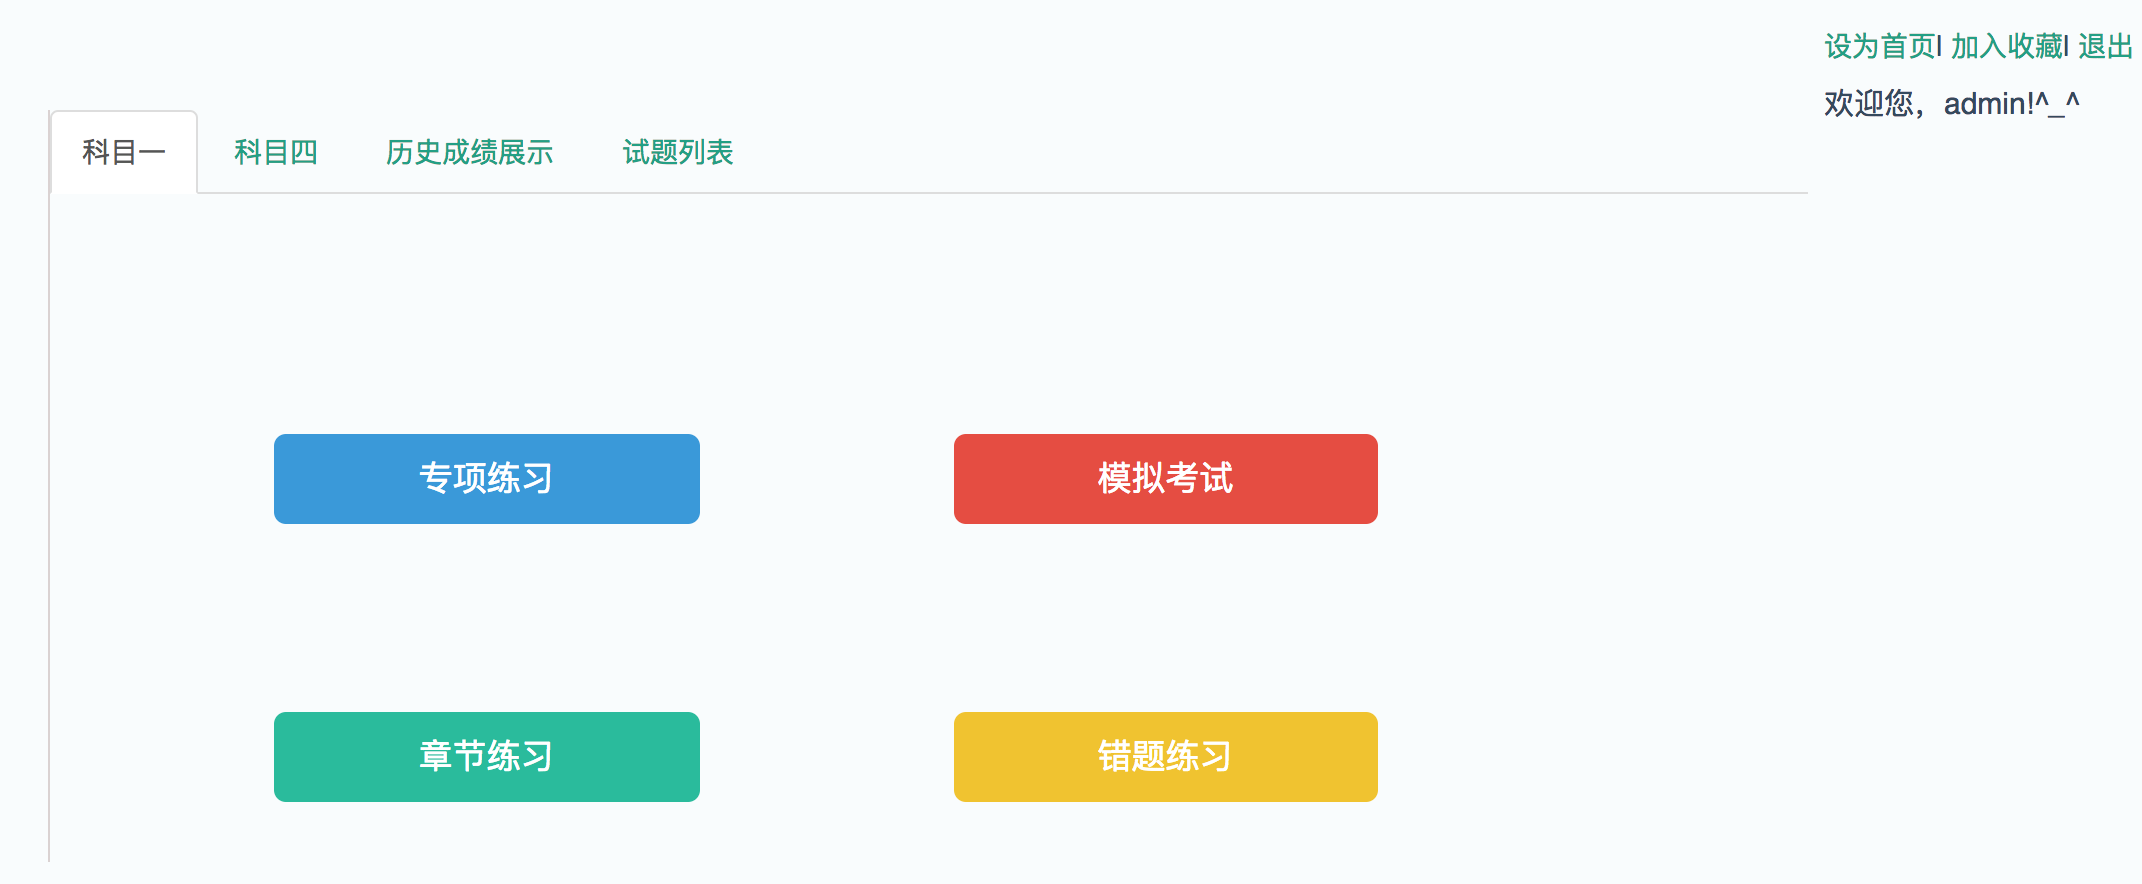 设为首页| 加入收藏| 退出
欢迎您，admin!^_^
科目一 科目四 历史成绩展示 试题列表
专项练习 模拟考试
章节练习 错题练习